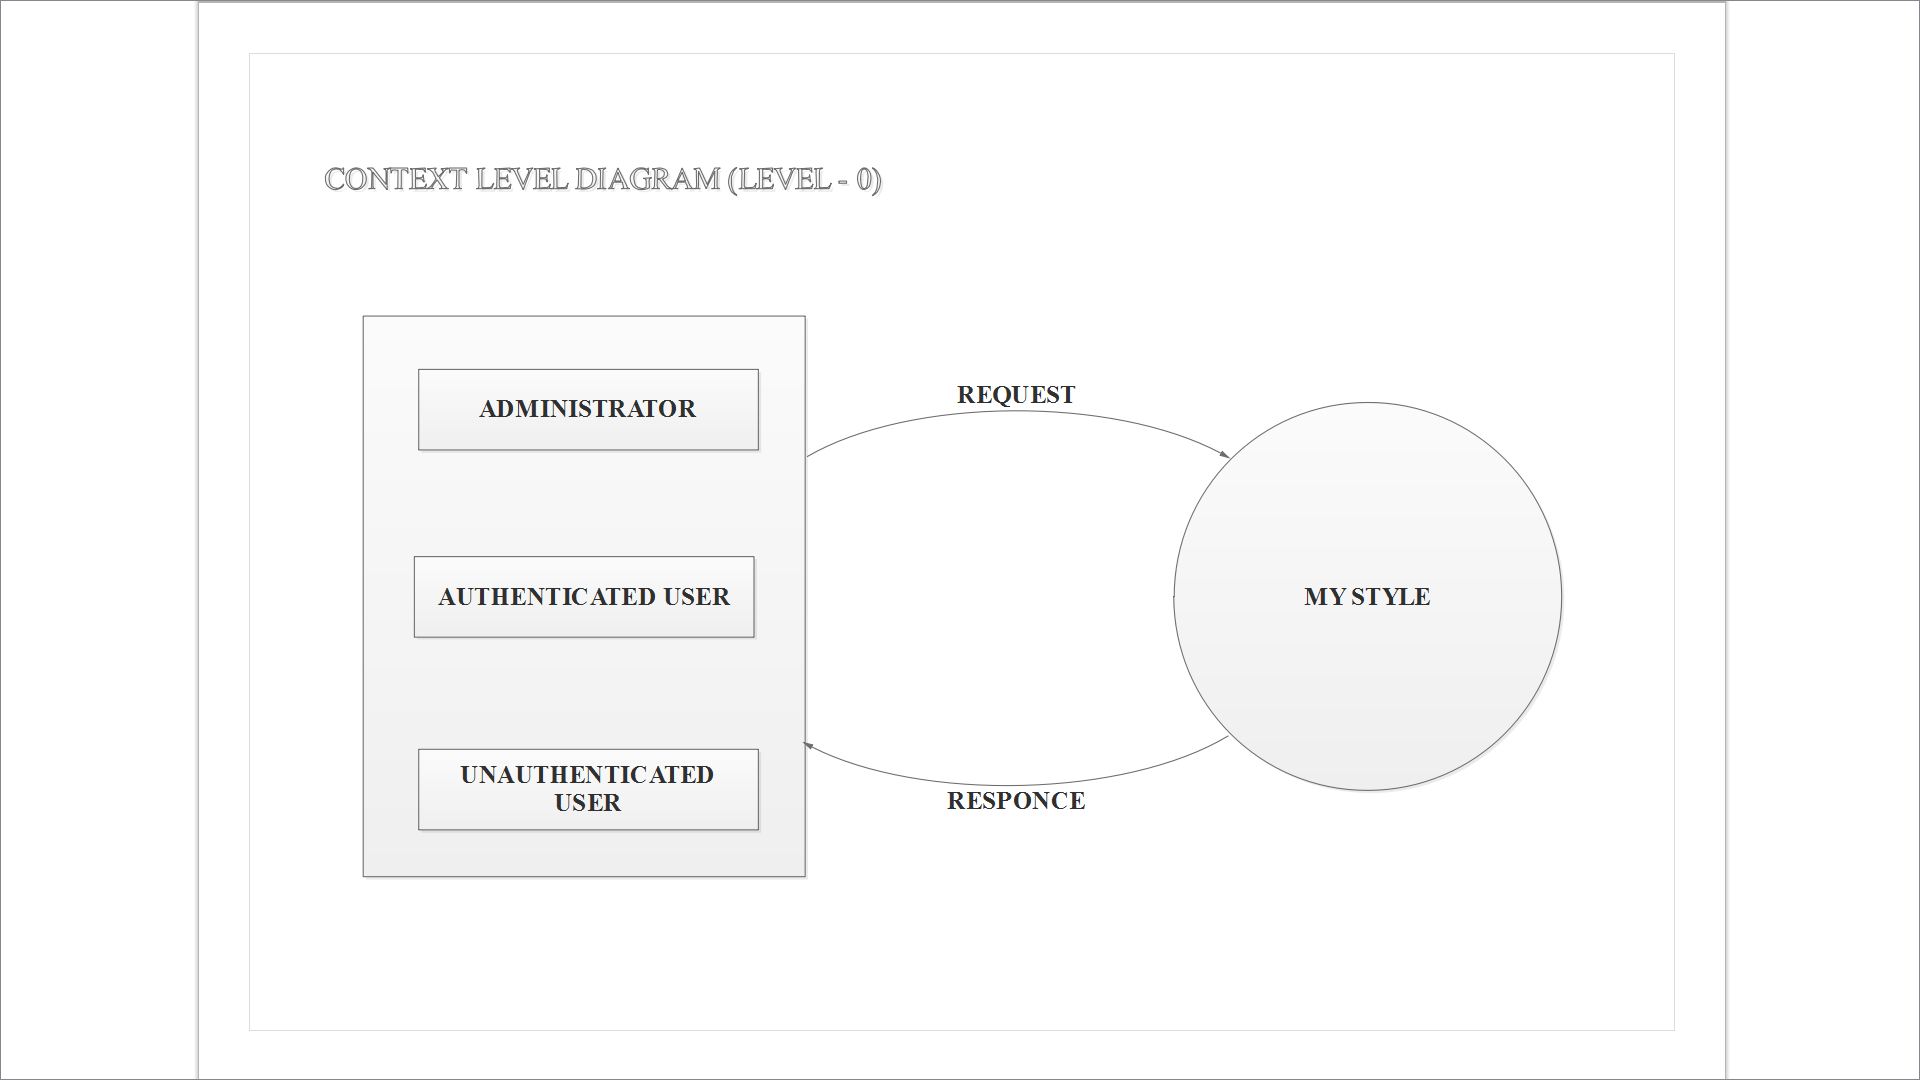 CONTEXT LEVEL DIAGRAM (LEVEL - 0)
ADMINISTRATOR
REQUEST
AUTHENTICATED USER
MY STYLE
UNAUTHENTICATED
USER
RESPONCE